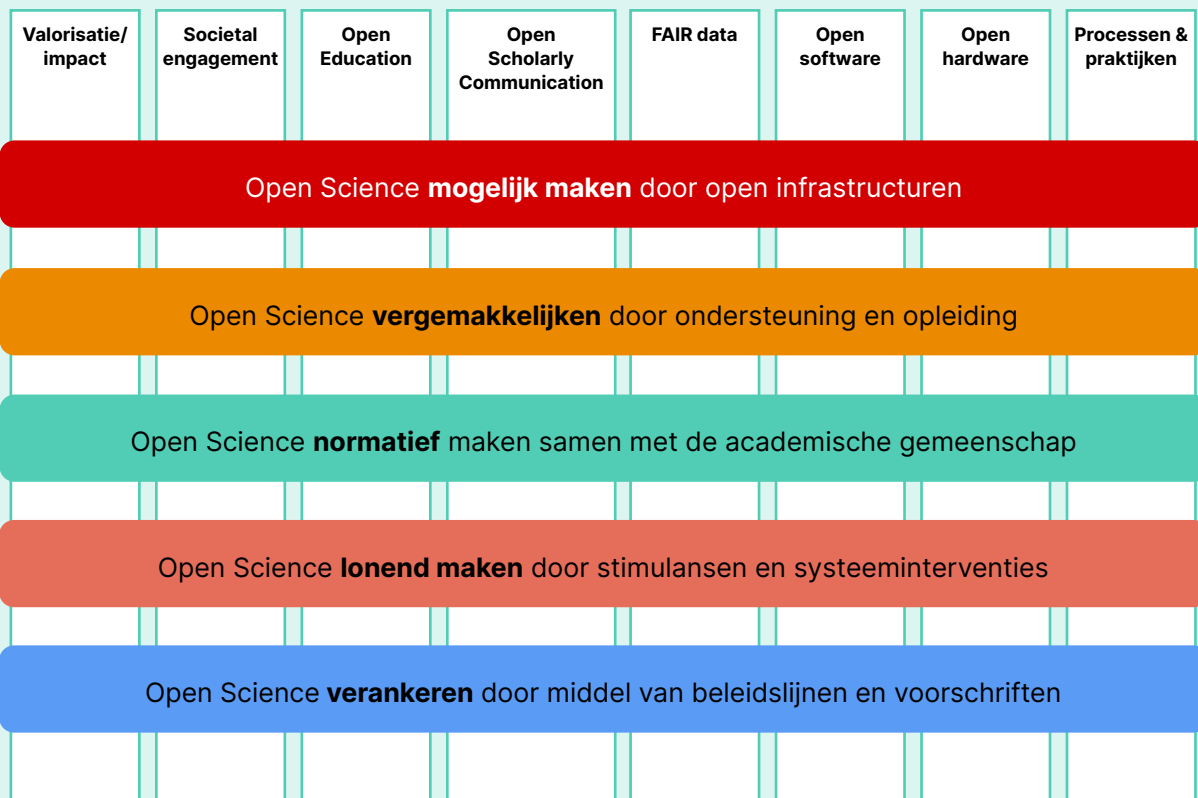 Valorisatie/
impact
Societal
engagement
Open
Education
Open
Scholarly
Communication
FAIR data
Open
software
Open
hardware
Processen &
praktijken
Open Science mogelijk maken door open infrastructuren
Open Science vergemakkelijken door ondersteuning en opleiding
Open Science normatief maken samen met de academische gemeenschap
Open Science lonend maken door stimulansen en systeeminterventies
Open Science verankeren door middel van beleidslijnen en voorschriften